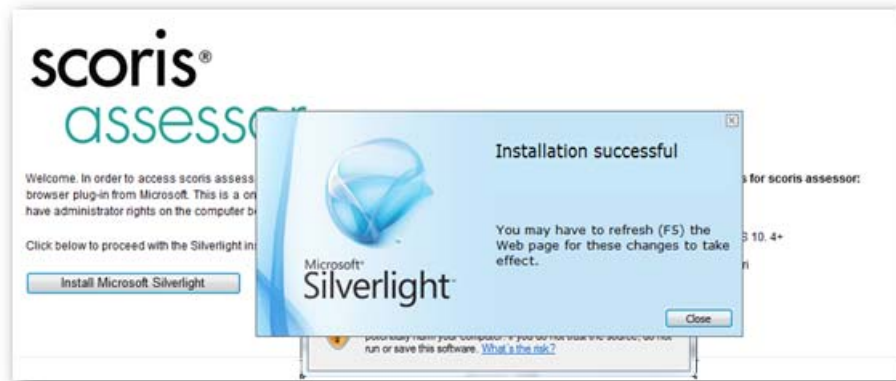 scoris®
assessor
Welcome. In order to access scoris assess
browser plug-in from Microsoft. This is a on
have administrator rights on the computer b
Click below to proceed with the Silverlight in
Install Microsoft Silverlight
Installation successful
You may have to refresh (F5) the
Web page for these changes to take
effect.
Microsoft®
Silverlight™
Close
s for scoris assessor:
S 10. 4+
ri
potentially harm your computer. If you do not trust the source, do not
run or save this software. What's the risk?